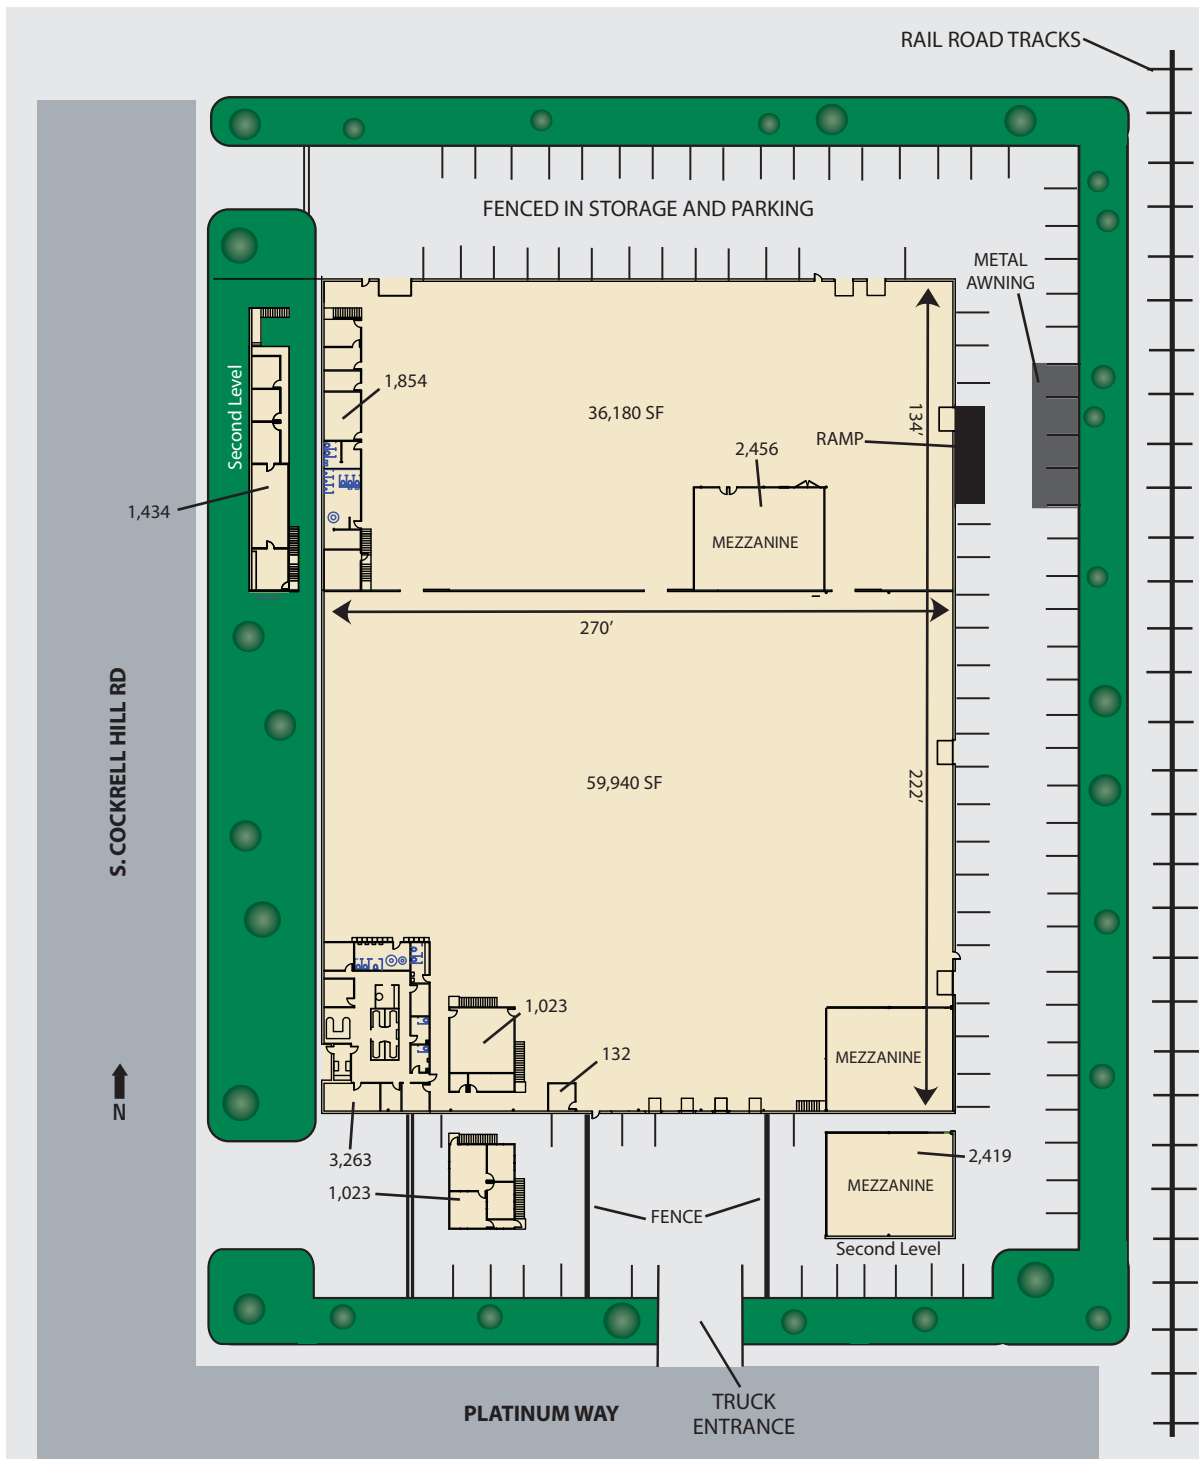 RAIL ROAD TRACKS
FENCED IN STORAGE AND PARKING
METAL
AWNING
Second Level
1,854
36,180 SF
134'
RAMP
2,456
1,434
MEZZANINE
270'
S. COCKRELL HILL RD
59,940 SF
222'
1,023
132
MEZZANINE
N
3,263
2,419
1,023
MEZZANINE
FENCE
Second Level
TRUCK
ENTRANCE
PLATINUM WAY